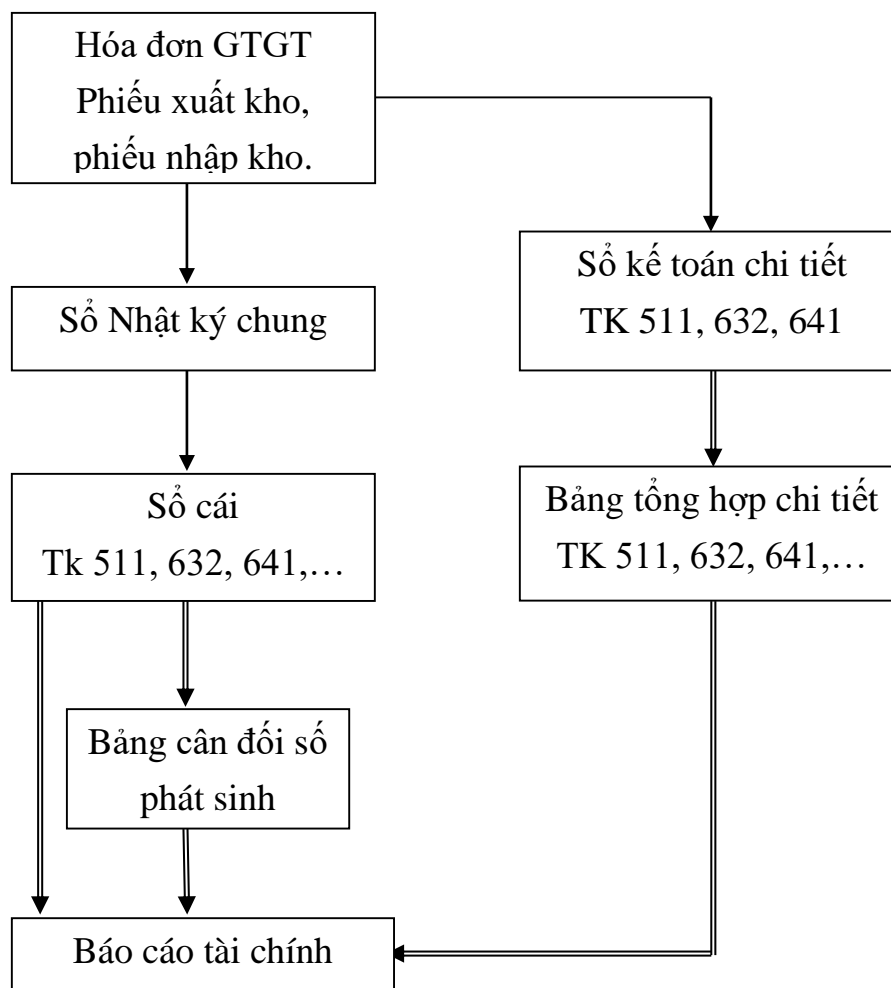 Hóa đơn GTGT
Phiếu xuất kho,
phiếu nhập kho.
Sổ kế toán chi tiết
TK 511, 632, 641
Sổ Nhật ký chung
Sổ cái
Tk 511, 632, 641,…
Bảng tổng hợp chi tiết
TK 511, 632, 641,…
Bảng cân đối số
phát sinh
Báo cáo tài chính